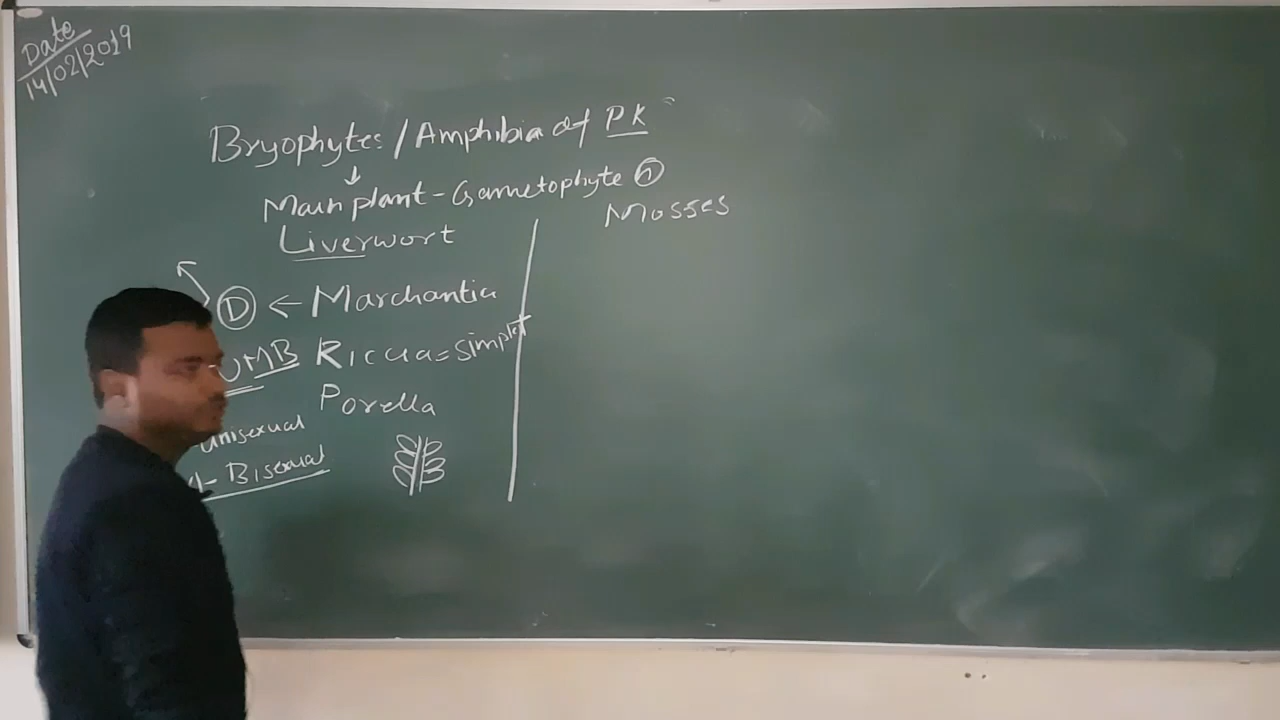 Date
14/02/2019
Bryophytes / Amphibia of PK
↓
Main plant - Gametophyte (n)
Liverwort
Mosses
(D) ← Marchantia
UMB Riccia = simplest
Porella
Unisexual
- Bisexual